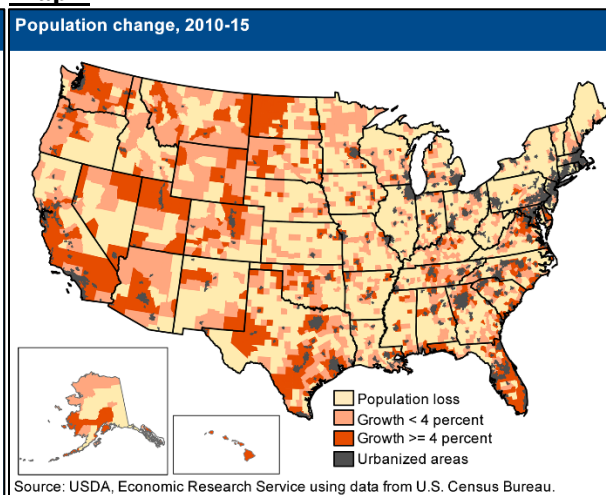 Population change, 2010-15
Population loss
Growth < 4 percent
Growth >= 4 percent
Urbanized areas
Source: USDA, Economic Research Service using data from U.S. Census Bureau.